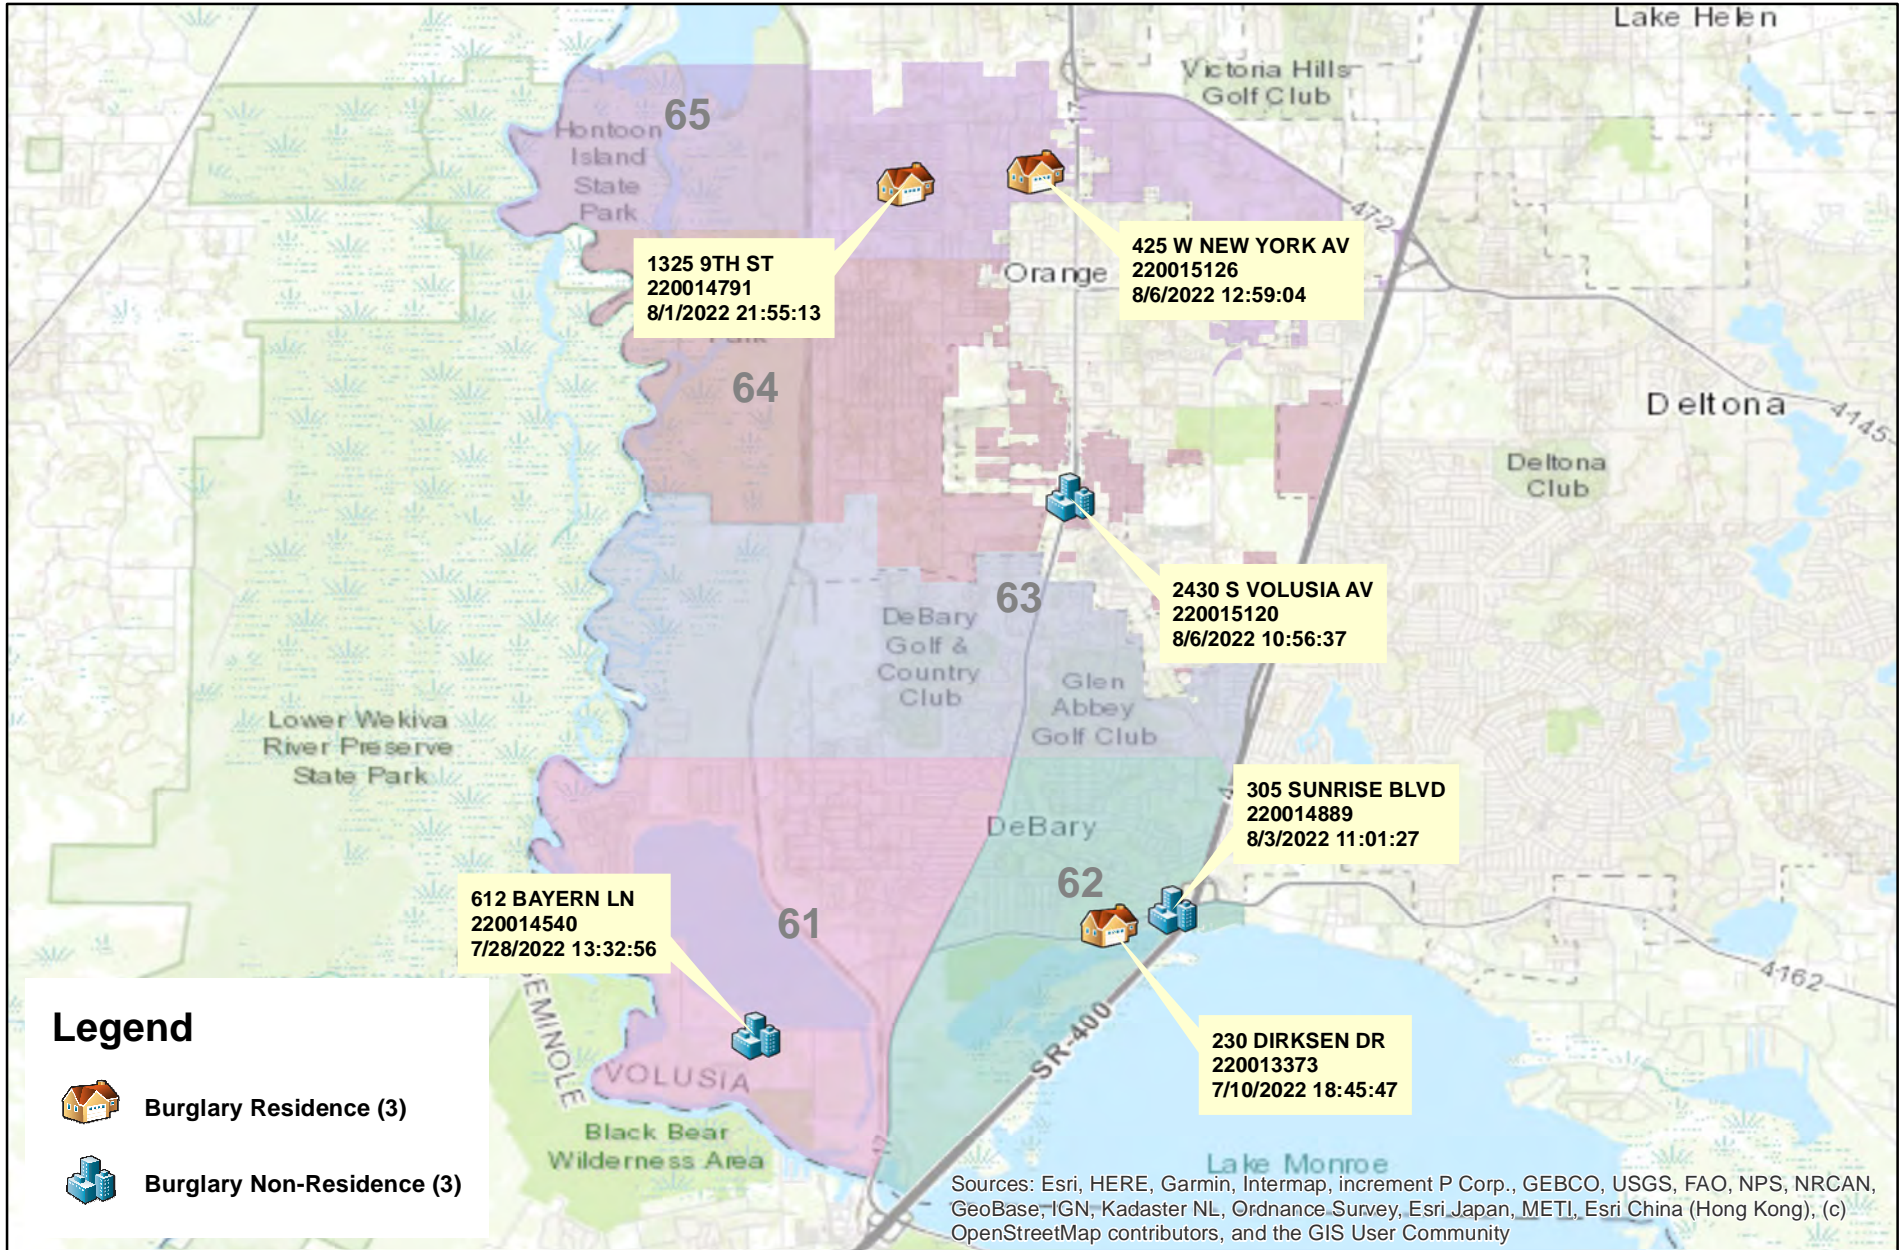 Lake Helen
Victoria Hills
Golf Club
65
Hontoon
Island
State
Park
472
1325 9TH ST
220014791
8/1/2022 21:55:13
425 W NEW YORK AV
220015126
8/6/2022 12:59:04
Orange
Park
64
Deltona
4145
Deltona
Club
63
2430 S VOLUSIA AV
220015120
8/6/2022 10:56:37
DeBary
Golf &
Country
Club
Glen
Abbey
Golf Club
Lower Wekiva
River Preserve
State Park
305 SUNRISE BLVD
220014889
8/3/2022 11:01:27
DeBary
62
612 BAYERN LN
220014540
7/28/2022 13:32:56
61
4162
SR-400
230 DIRKSEN DR
220013373
7/10/2022 18:45:47
SEMINOLE
VOLUSIA
Black Bear
Wilderness Area
Lake Monroe
Legend
Burglary Residence (3)
Burglary Non-Residence (3)
Sources: Esri, HERE, Garmin, Intermap, increment P Corp., GEBCO, USGS, FAO, NPS, NRCAN,
GeoBase, IGN, Kadaster NL, Ordnance Survey, Esri Japan, METI, Esri China (Hong Kong), (c)
OpenStreetMap contributors, and the GIS User Community